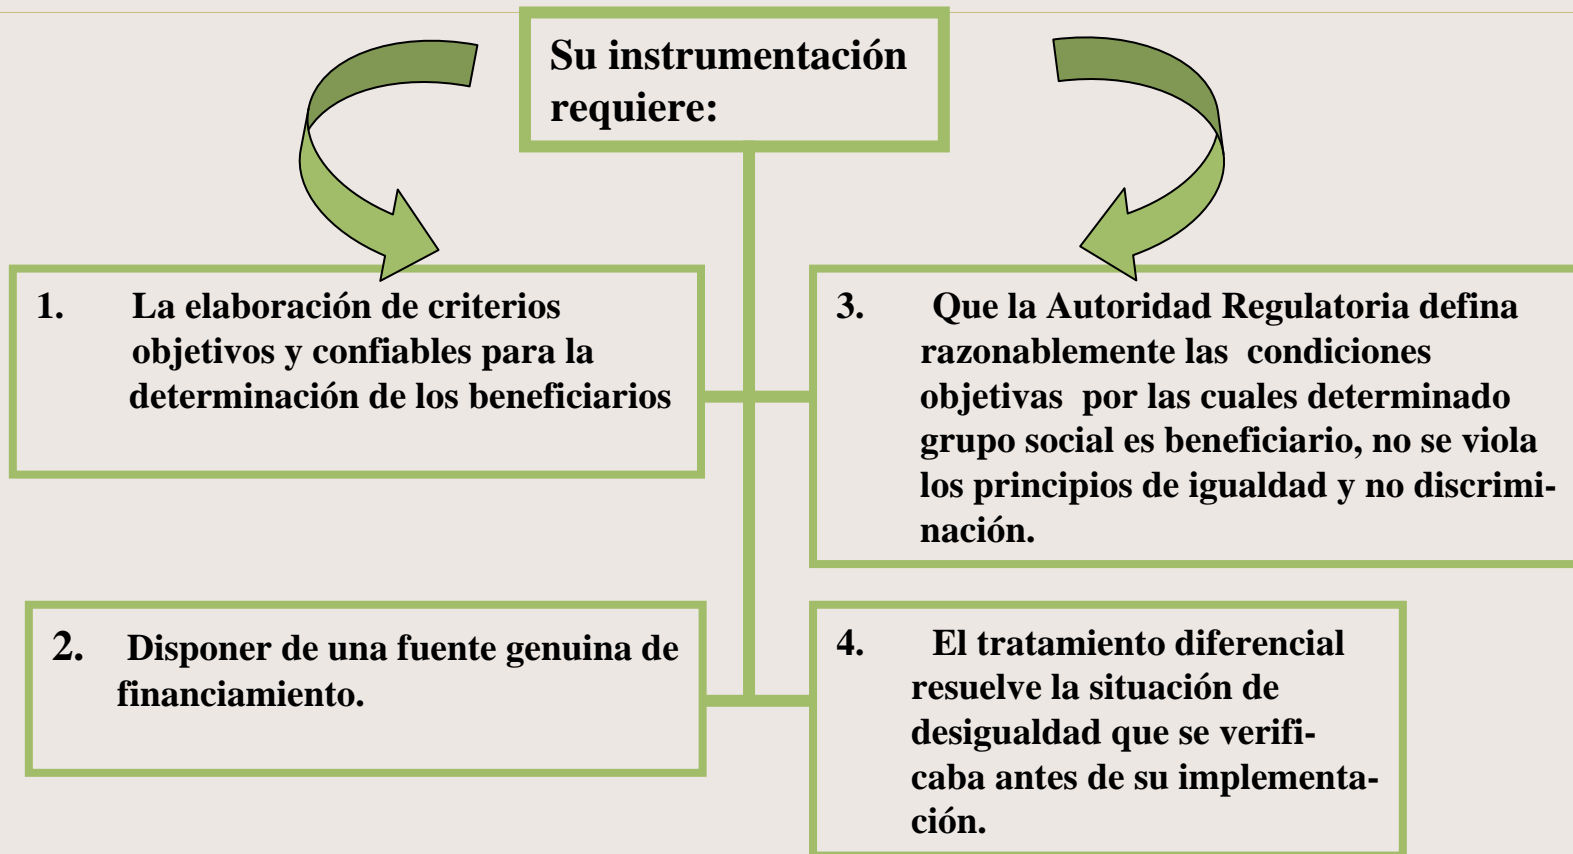 Su instrumentación
requiere:
1. La elaboración de criterios
objetivos y confiables para la
determinación de los beneficiarios
2. Disponer de una fuente genuina de
financiamiento.
3. Que la Autoridad Regulatoria defina
razonablemente las condiciones
objetivas por las cuales determinado
grupo social es beneficiario, no se viola
los principios de igualdad y no discrimi-
nación.
4. El tratamiento diferencial
resuelve la situación de
desigualdad que se verifi-
caba antes de su implementa-
ción.